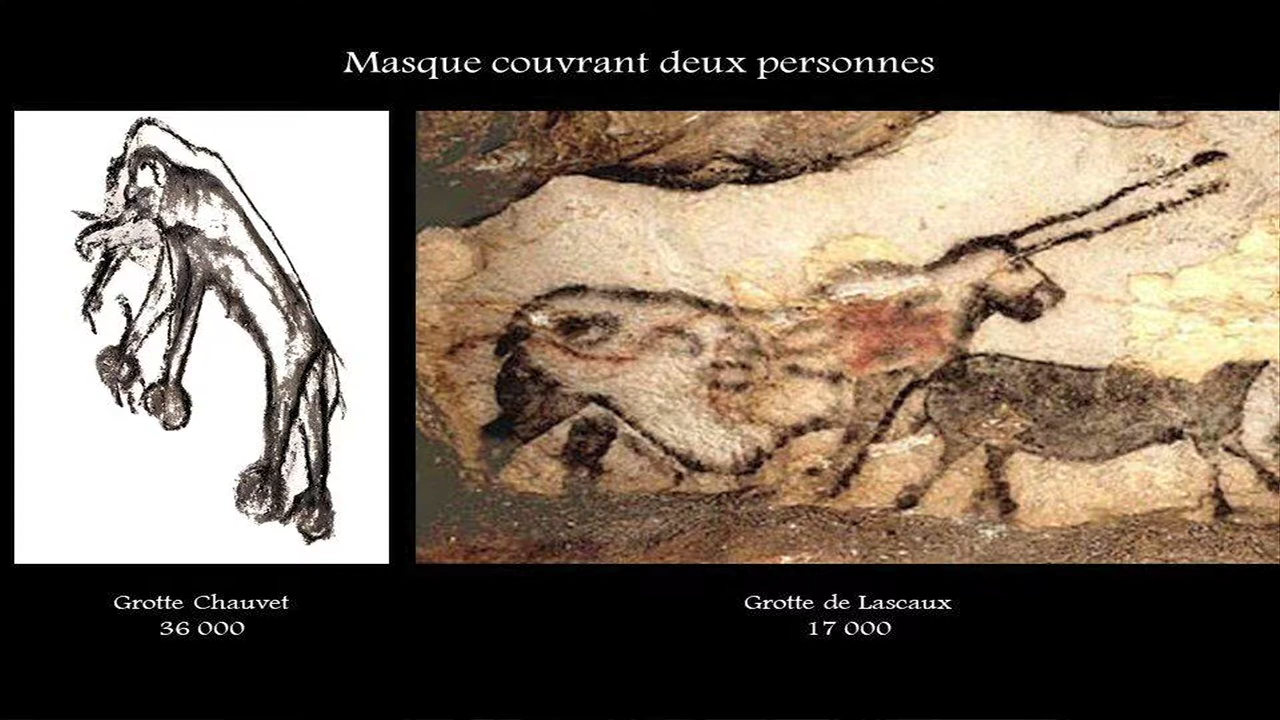 Masque couvrant deux personnes
Grotte Chauvet
36 000
Grotte de Lascaux
17 000